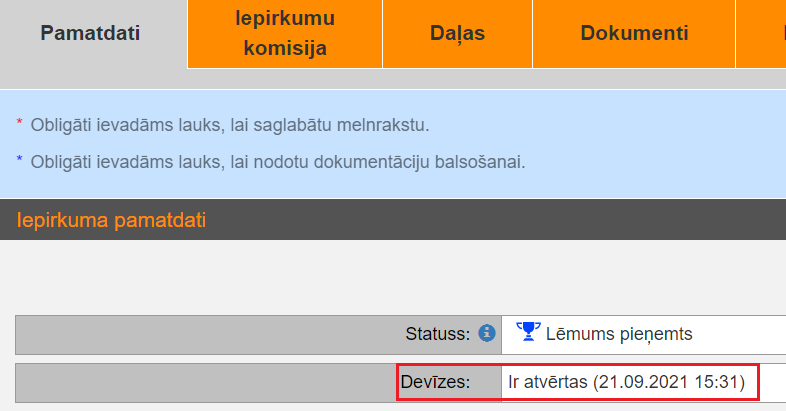 Pamatdati
Iepirkumu
komisija
Daļas
Dokumenti
* Obligāti ievadāms lauks, lai saglabātu melnrakstu.
* Obligāti ievadāms lauks, lai nodotu dokumentāciju balsošanai.
Iepirkuma pamatdati
Statuss: Lēmums pieņemts
Devīzes: Ir atvērtas (21.09.2021 15:31)